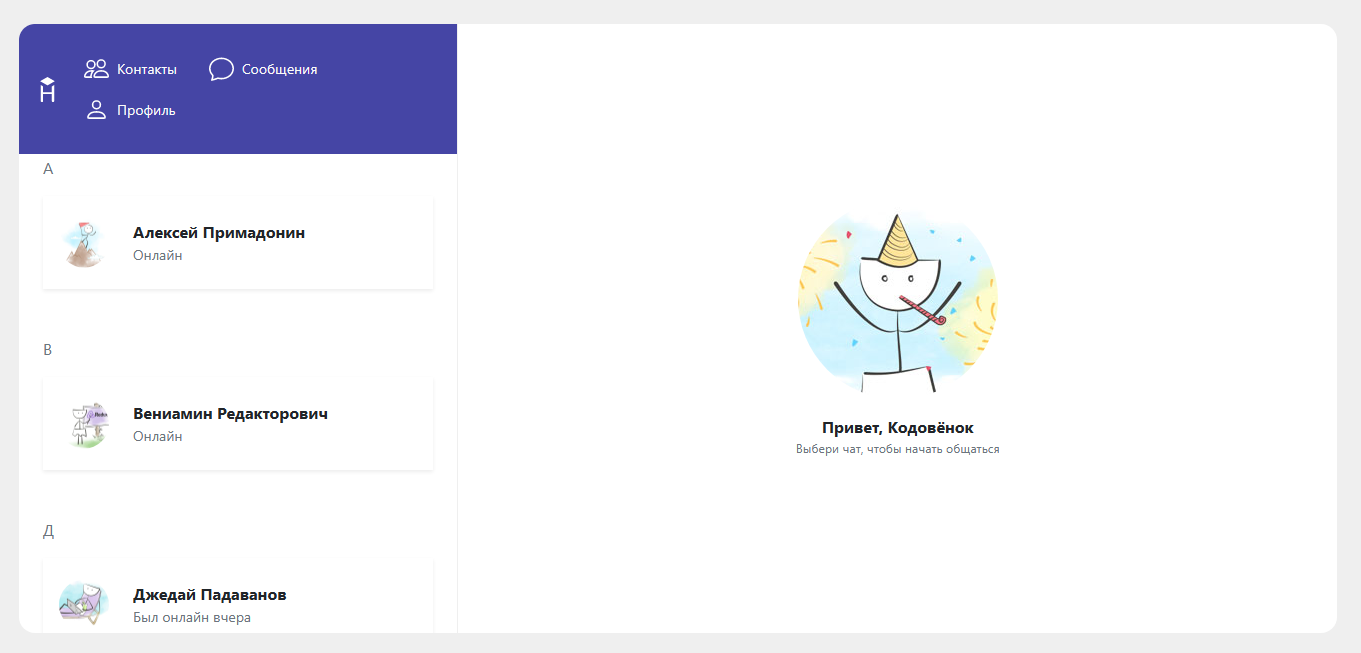 Контакты
Сообщения
Профиль
А
Алексей Примадонин
Онлайн
В
Вениамин Редакторович
Онлайн
Д
Джедай Падаванов
Был онлайн вчера
Привет, Кодовёнок
Выбери чат, чтобы начать общаться